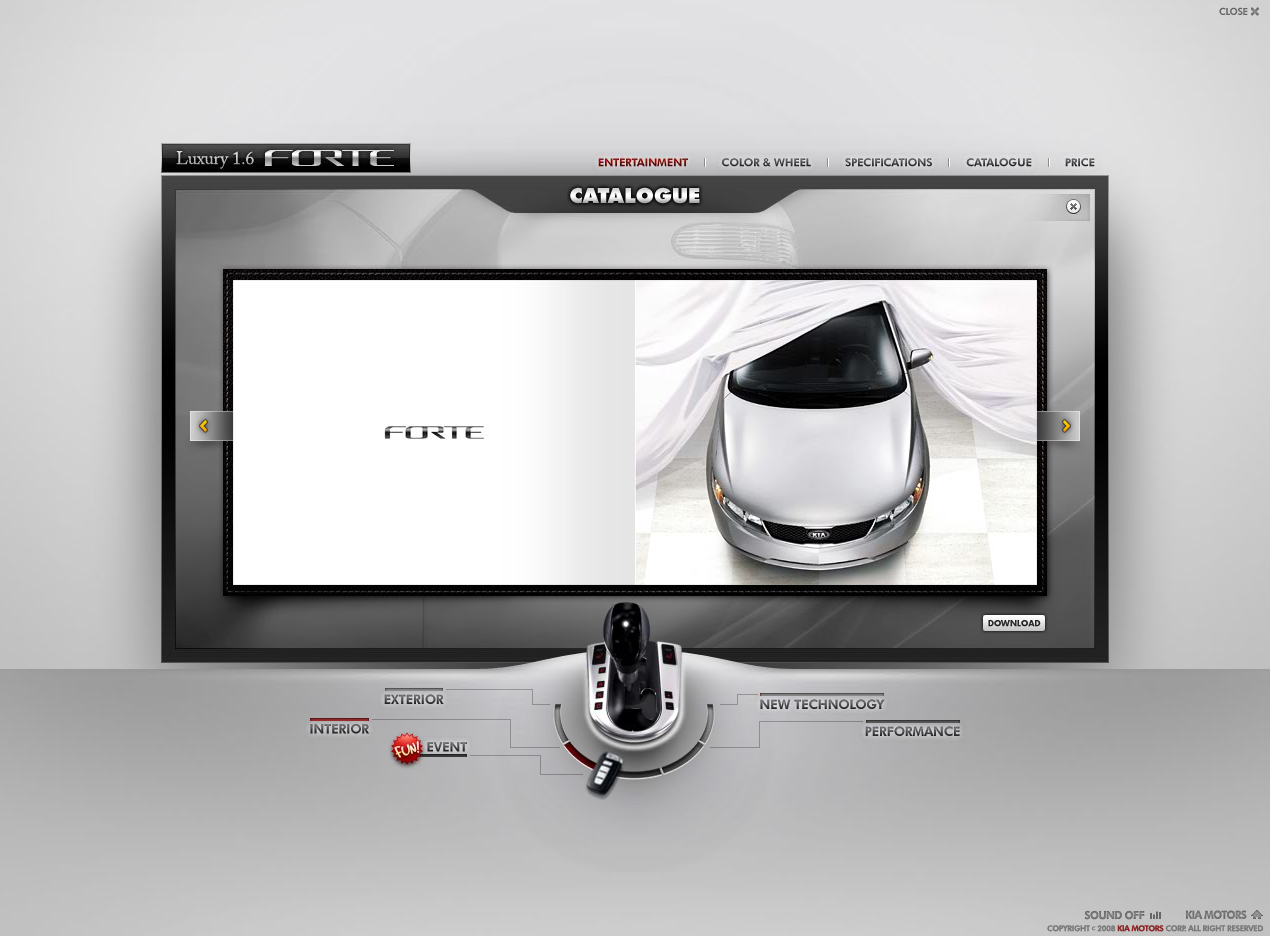 CLOSE
Luxury 1.6 FORTE
ENTERTAINMENT
COLOR & WHEEL
SPECIFICATIONS
CATALOGUE
PRICE
CATALOGUE
FORTE
KIA
DOWNLOAD
EXTERIOR
INTERIOR
FUN! EVENT
NEW TECHNOLOGY
PERFORMANCE
SOUND OFF
KIA MOTORS
COPYRIGHT © 2008 KIA MOTORS CORP. ALL RIGHT RESERVED